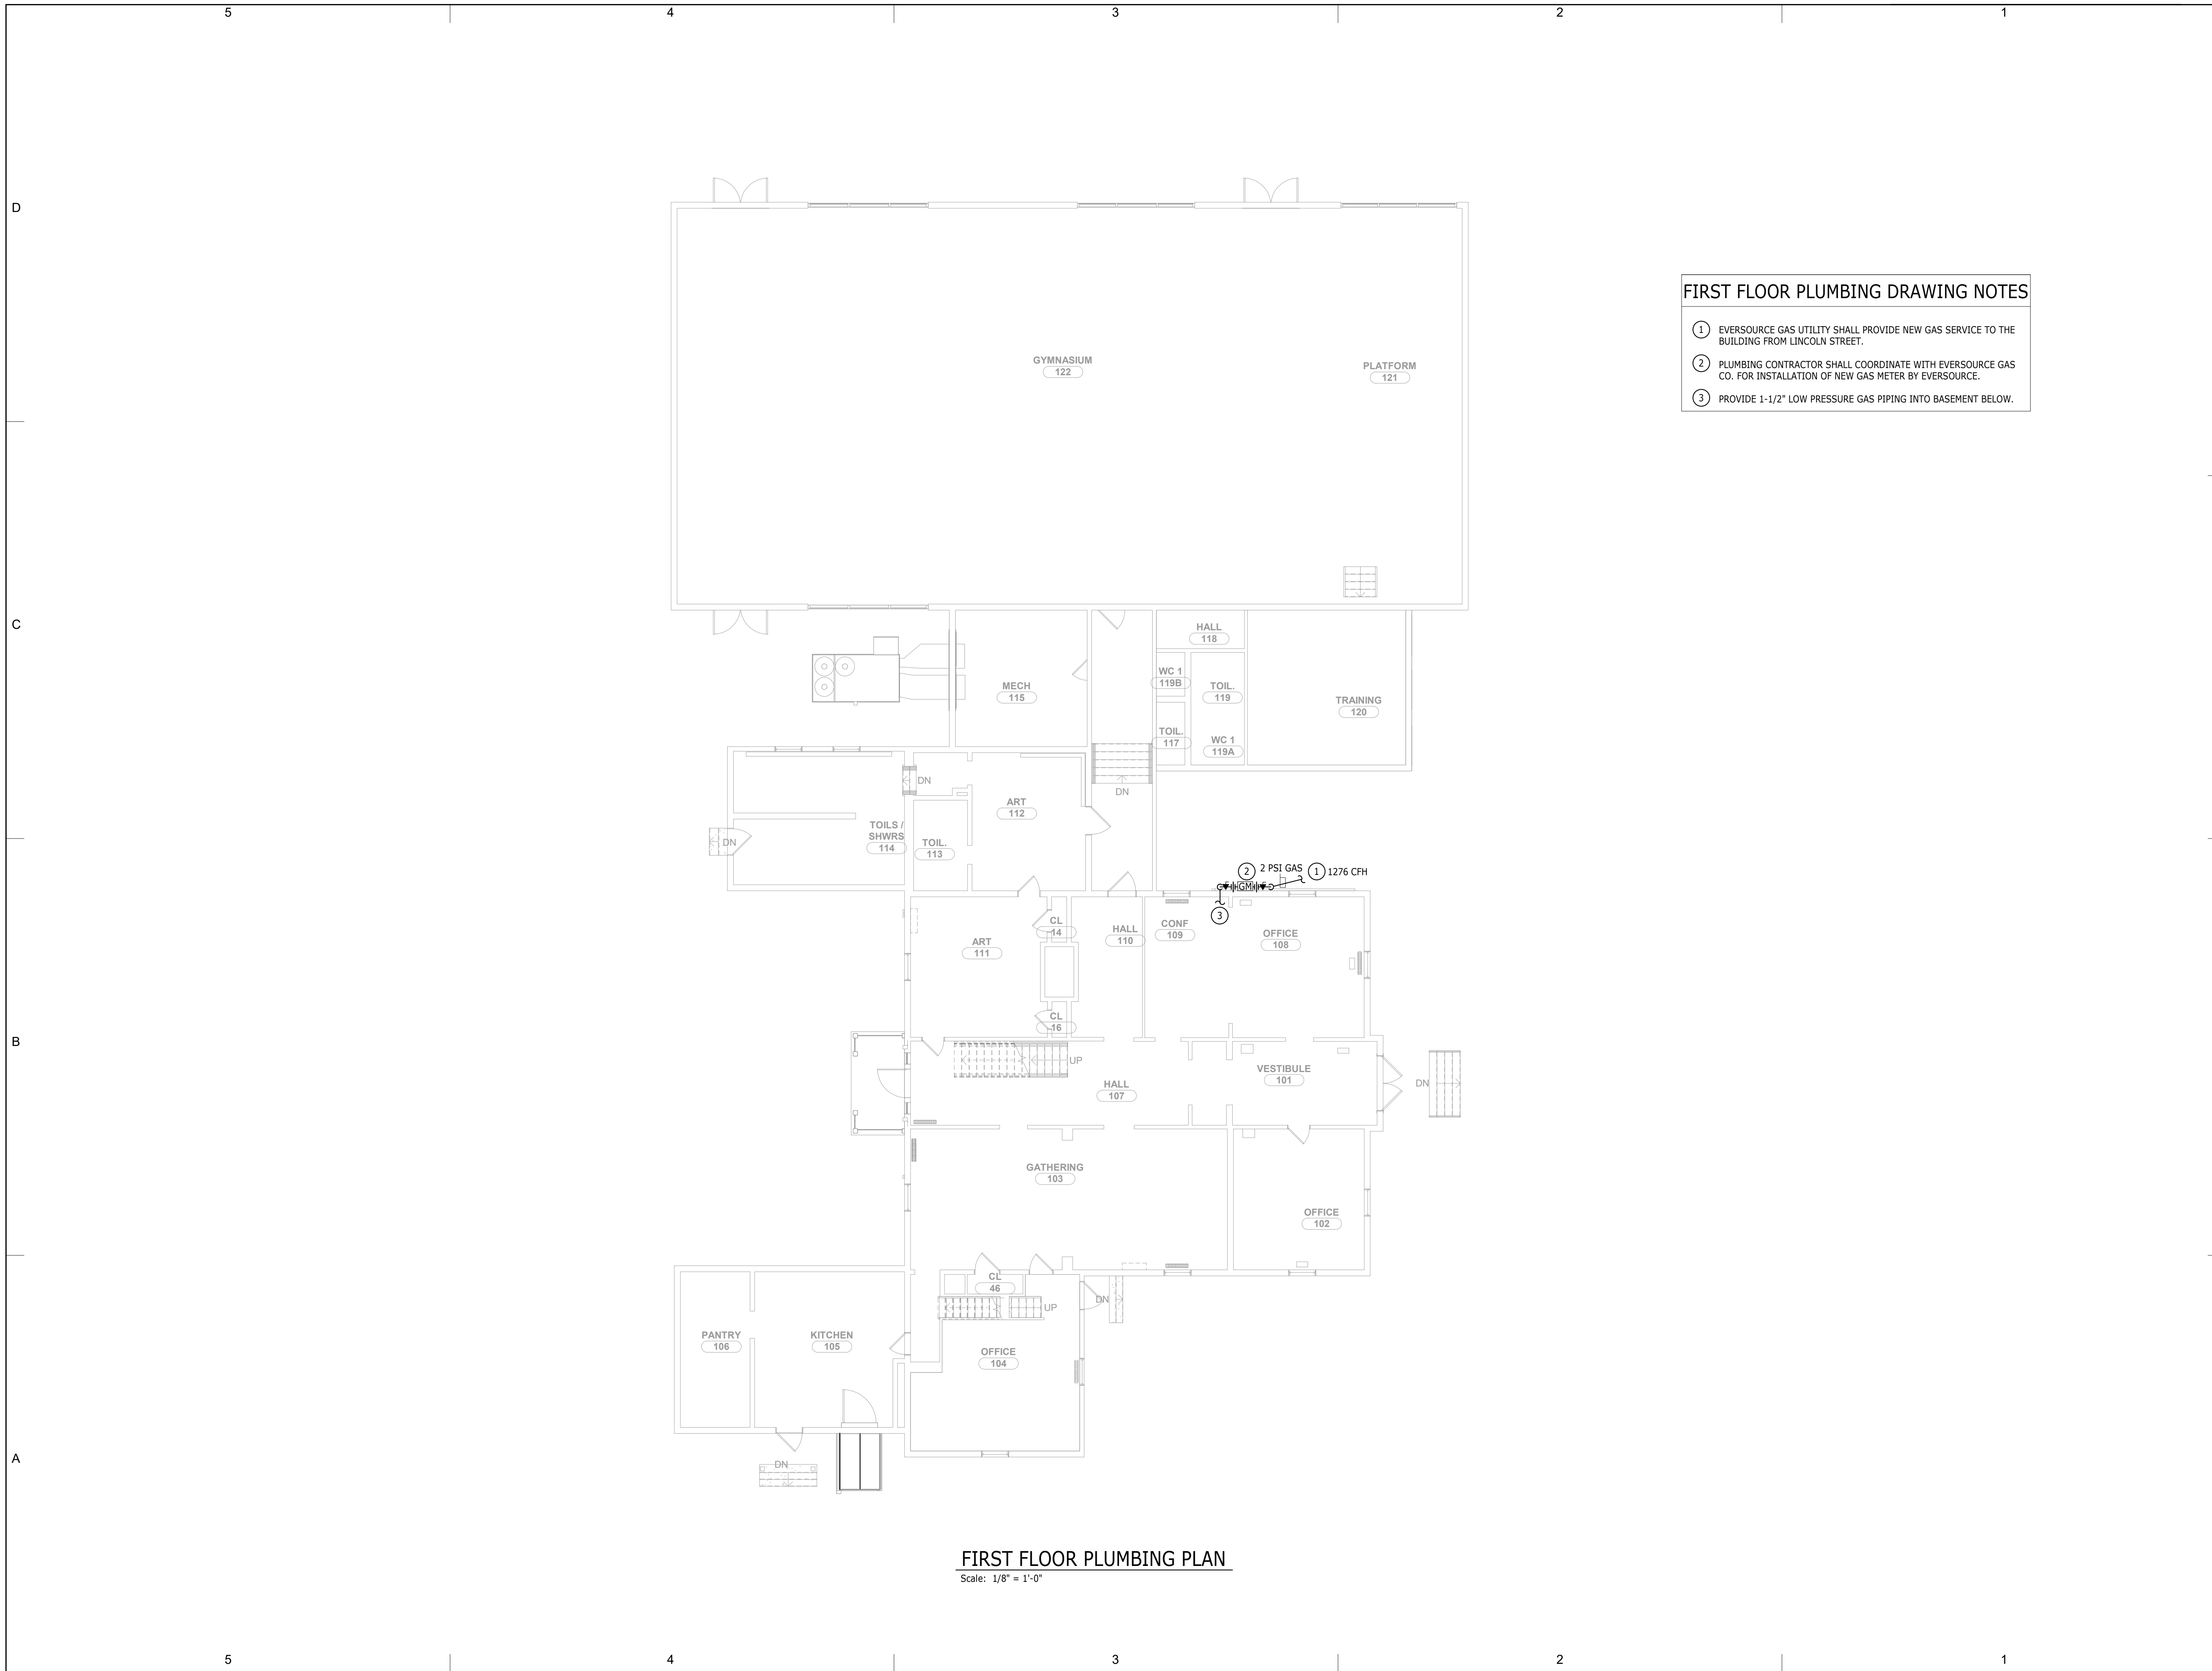 5 4 3 2 1
D
FIRST FLOOR PLUMBING DRAWING NOTES
1 EVERSOURCE GAS UTILITY SHALL PROVIDE NEW GAS SERVICE TO THE
BUILDING FROM LINCOLN STREET.
2 PLUMBING CONTRACTOR SHALL COORDINATE WITH EVERSOURCE GAS
CO. FOR INSTALLATION OF NEW GAS METER BY EVERSOURCE.
3 PROVIDE 1-1/2" LOW PRESSURE GAS PIPING INTO BASEMENT BELOW.
GYMNASIUM
122
PLATFORM
121
C
HALL
118
WC 1
119B
TOIL.
119
MECH
115
TRAINING
120
TOIL.
117
WC 1
119A
DN
DN
ART
112
TOILS /
SHWRS
114
TOIL.
113
DN
2 2 PSI GAS 1 1276 CFH
GM
3
CL
14
HALL
110
CONF
109
OFFICE
108
ART
111
CL
16
B
UP
VESTIBULE
101
HALL
107
DN
GATHERING
103
OFFICE
102
CL
46
DN
UP
PANTRY
106
KITCHEN
105
OFFICE
104
A
DN
FIRST FLOOR PLUMBING PLAN
Scale: 1/8" = 1'-0"
5 4 3 2 1